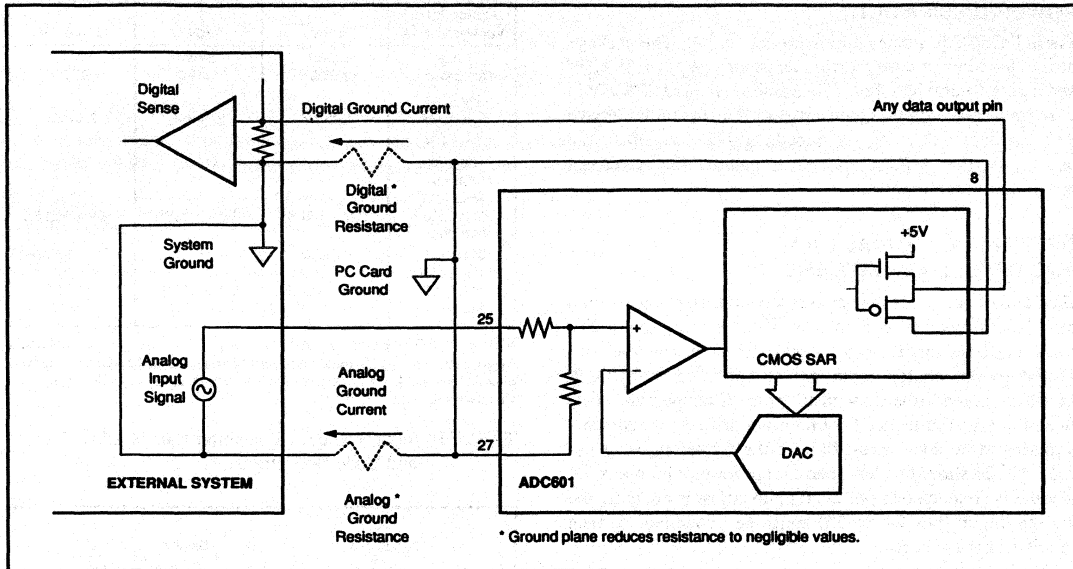 Digital
Sense
Digital Ground Current
Any data output pin
8
Digital *
Ground
Resistance
System
Ground
PC Card
Ground
+5V
25
+
−
CMOS SAR
Analog
Input
Signal
Analog
Ground
Current
27
DAC
EXTERNAL SYSTEM
ADC601
Analog *
Ground
Resistance
* Ground plane reduces resistance to negligible values.